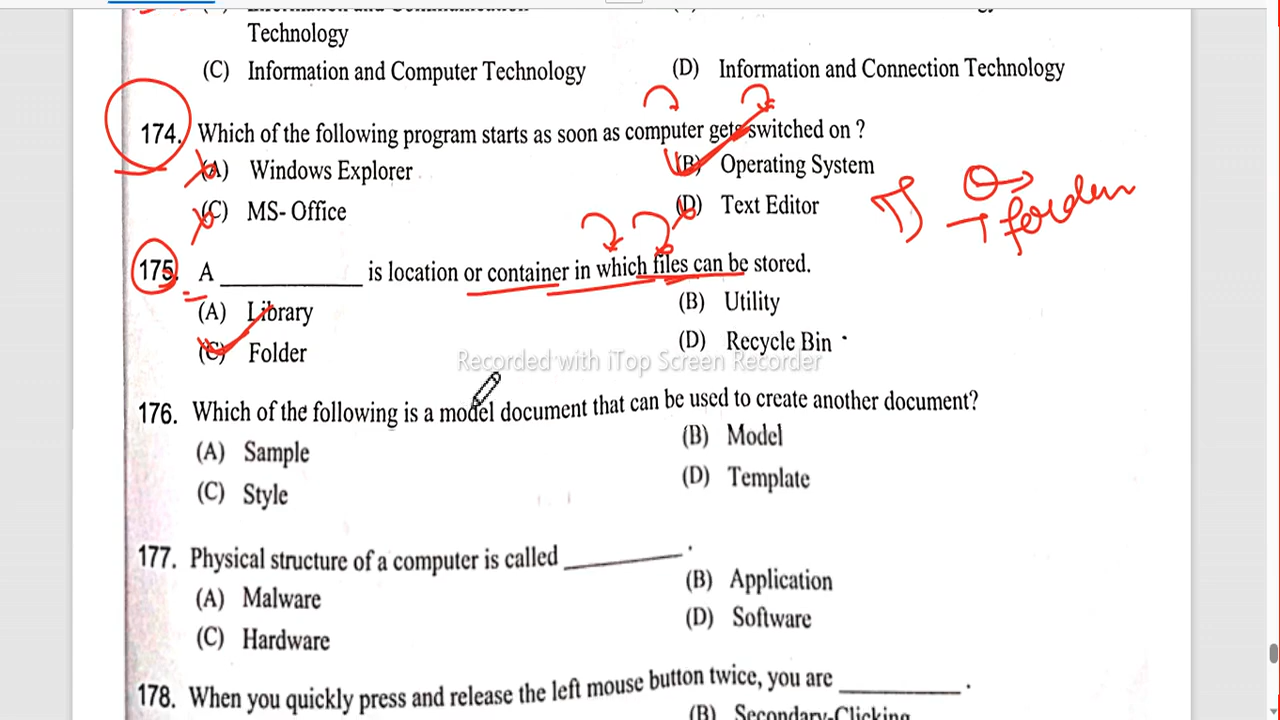 Technology
(C) Information and Computer Technology (D) Information and Connection Technology
174. Which of the following program starts as soon as computer gets switched on ?
(A) Windows Explorer (B) Operating System
(C) MS- Office (D) Text Editor
175. A ____________ is location or container in which files can be stored.
(A) Library (B) Utility
(C) Folder (D) Recycle Bin
Recorded with iTop Screen Recorder
176. Which of the following is a model document that can be used to create another document?
(A) Sample (B) Model
(C) Style (D) Template
177. Physical structure of a computer is called __________.
(A) Malware (B) Application
(C) Hardware (D) Software
178. When you quickly press and release the left mouse button twice, you are __________.
(B) Secondary-Clicking